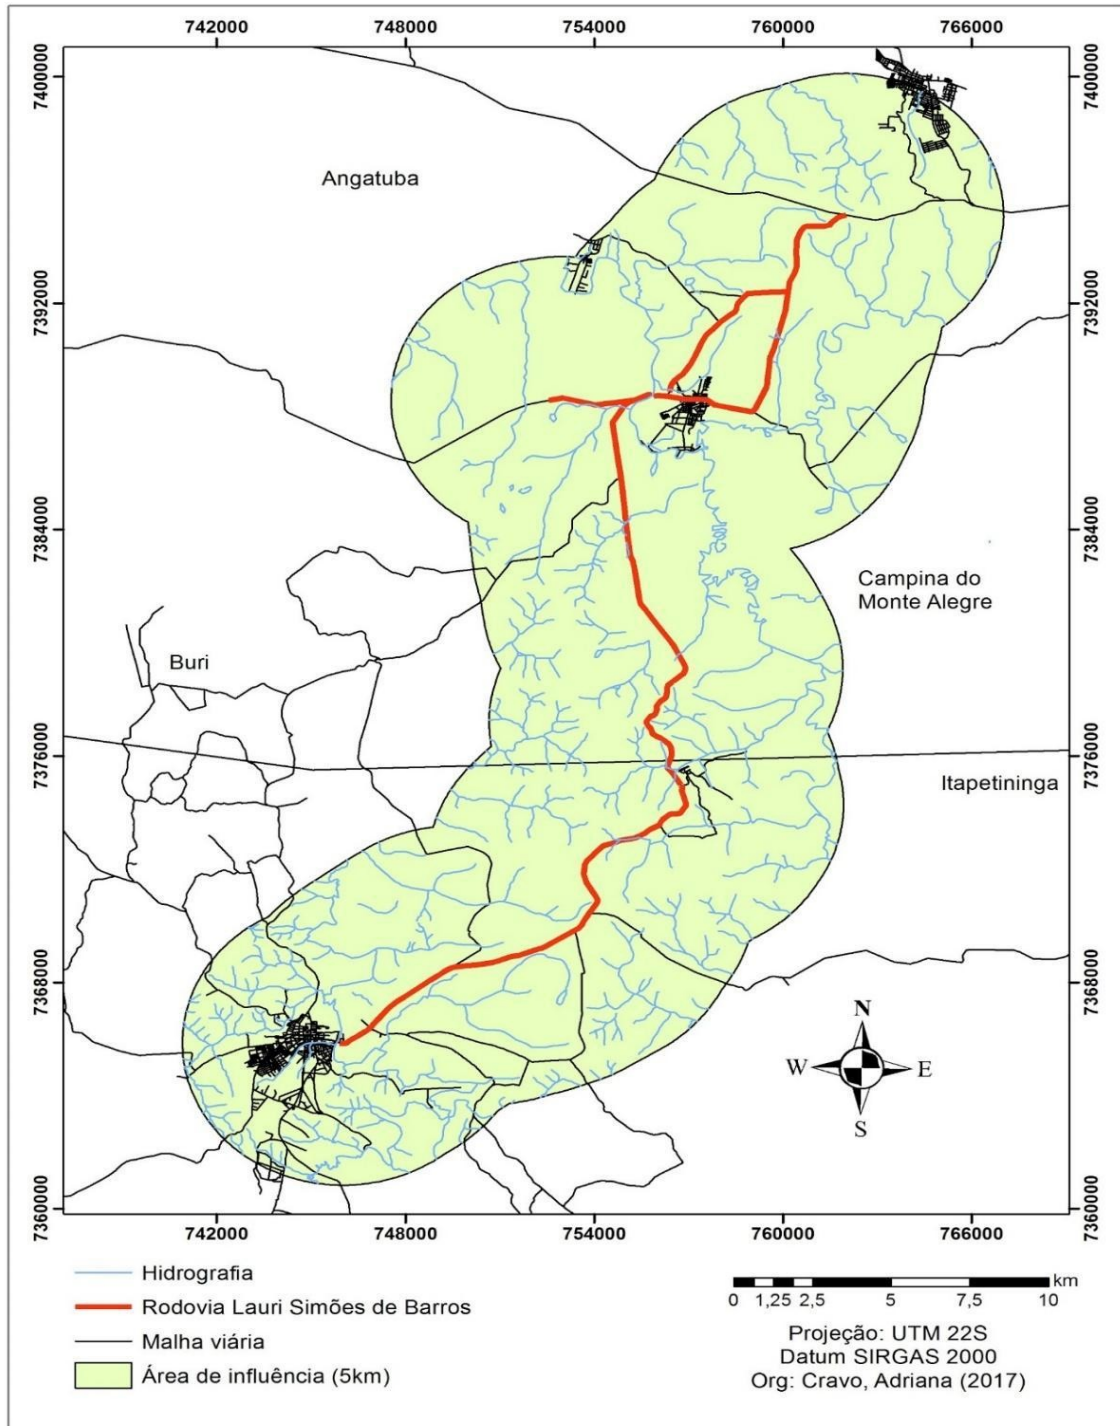 742000 748000 754000 760000 766000
7400000 7400000
Angatuba
7392000 7392000
7384000 7384000
Campina do
Monte Alegre
Buri
7376000 7376000
Itapetininga
7368000 7368000
N
W E
S
7360000 7360000
742000 748000 754000 760000 766000
Hidrografia
Rodovia Lauri Simões de Barros
Malha viária
Área de influência (5km)
km
0 1,25 2,5 5 7,5 10
Projeção: UTM 22S
Datum SIRGAS 2000
Org: Cravo, Adriana (2017)